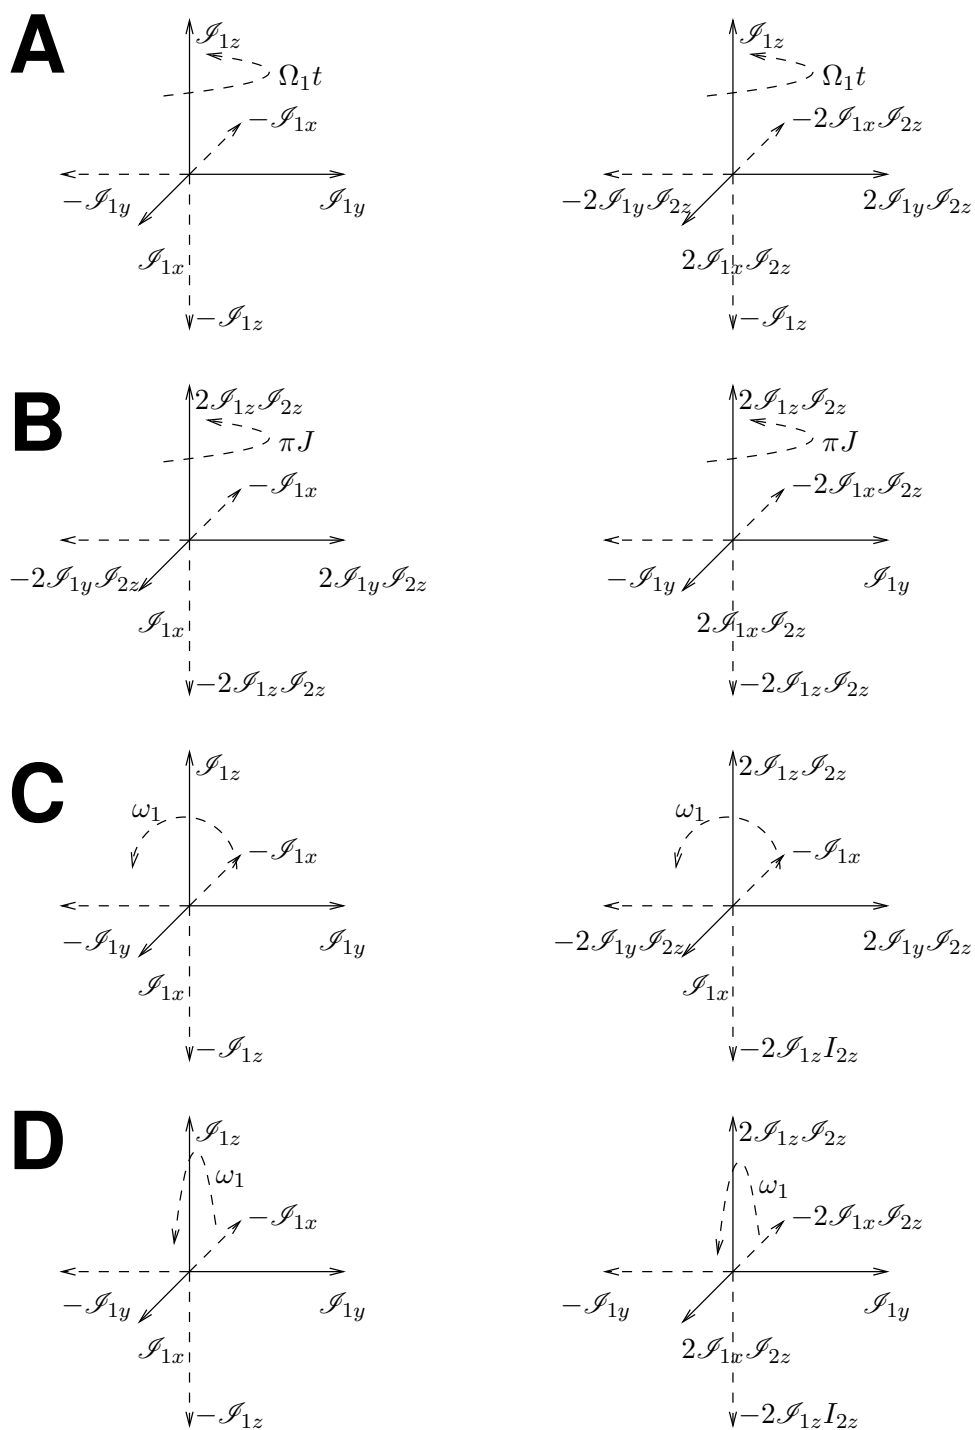 A
ℐ1z
Ω1t
−ℐ1x
−ℐ1y
ℐ1y
ℐ1x
−ℐ1z
ℐ1z
Ω1t
−2ℐ1xℐ2z
−2ℐ1yℐ2z
2ℐ1yℐ2z
2ℐ1xℐ2z
−ℐ1z
B
2ℐ1zℐ2z
πJ
−ℐ1x
−2ℐ1yℐ2z
2ℐ1yℐ2z
ℐ1x
−2ℐ1zℐ2z
2ℐ1zℐ2z
πJ
−2ℐ1xℐ2z
−ℐ1y
ℐ1y
2ℐ1xℐ2z
−2ℐ1zℐ2z
C
ℐ1z
ω1
−ℐ1x
−ℐ1y
ℐ1y
ℐ1x
−ℐ1z
2ℐ1zℐ2z
ω1
−ℐ1x
−2ℐ1yℐ2z
2ℐ1yℐ2z
ℐ1x
−2ℐ1zI2z
D
ℐ1z
ω1
−ℐ1x
−ℐ1y
ℐ1y
ℐ1x
−ℐ1z
2ℐ1zℐ2z
ω1
−2ℐ1xℐ2z
−ℐ1y
ℐ1y
2ℐ1xℐ2z
−2ℐ1zI2z